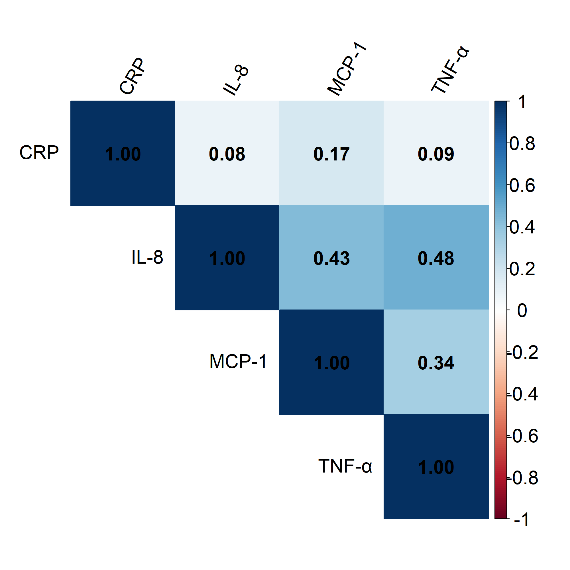 CRP IL-8 MCP-1 TNF-α
CRP 1.00 0.08 0.17 0.09
IL-8 1.00 0.43 0.48
MCP-1 1.00 0.34
TNF-α 1.00
1
0.8
0.6
0.4
0.2
0
-0.2
-0.4
-0.6
-0.8
-1